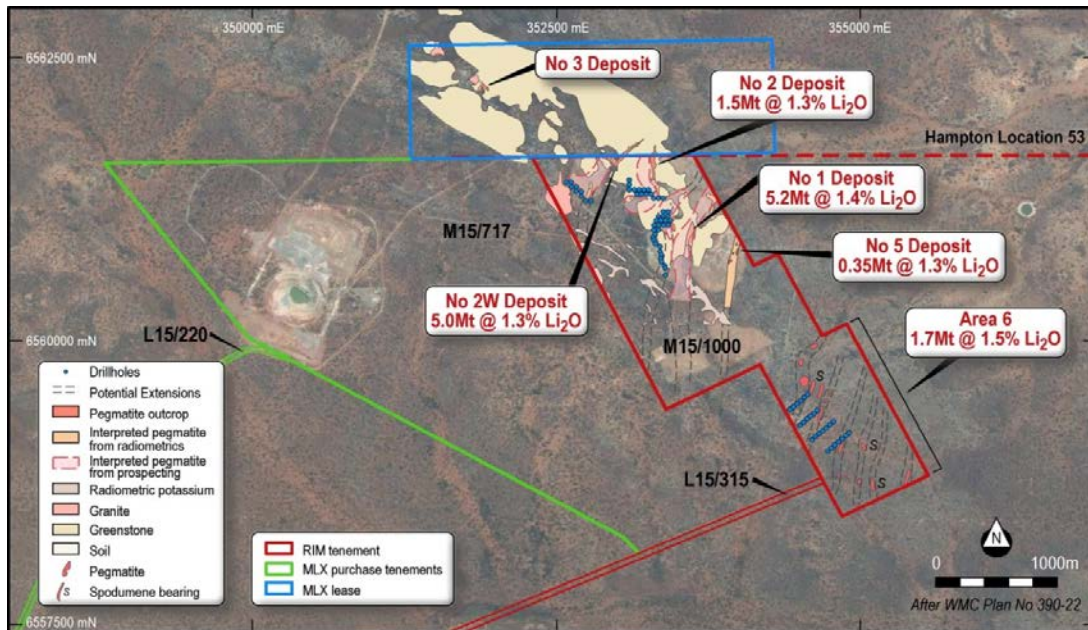 350000 mE
352500 mE
355000 mE
6562500 mN
No 3 Deposit
No 2 Deposit
1.5Mt @ 1.3% Li₂O
Hampton Location 53
No 1 Deposit
5.2Mt @ 1.4% Li₂O
M15/717
No 5 Deposit
0.35Mt @ 1.3% Li₂O
No 2W Deposit
5.0Mt @ 1.3% Li₂O
L15/220
6560000 mN
M15/1000
Area 6
1.7Mt @ 1.5% Li₂O
S
S
S
L15/315
Drillholes
Potential Extensions
Pegmatite outcrop
Interpreted pegmatite
from radiometrics
Interpreted pegmatite
from prospecting
Radiometric potassium
Granite
Greenstone
Soil
Pegmatite
S
Spodumene bearing
RIM tenement
MLX purchase tenements
MLX lease
N
0
1000m
After WMC Plan No 390-22
6557500 mN